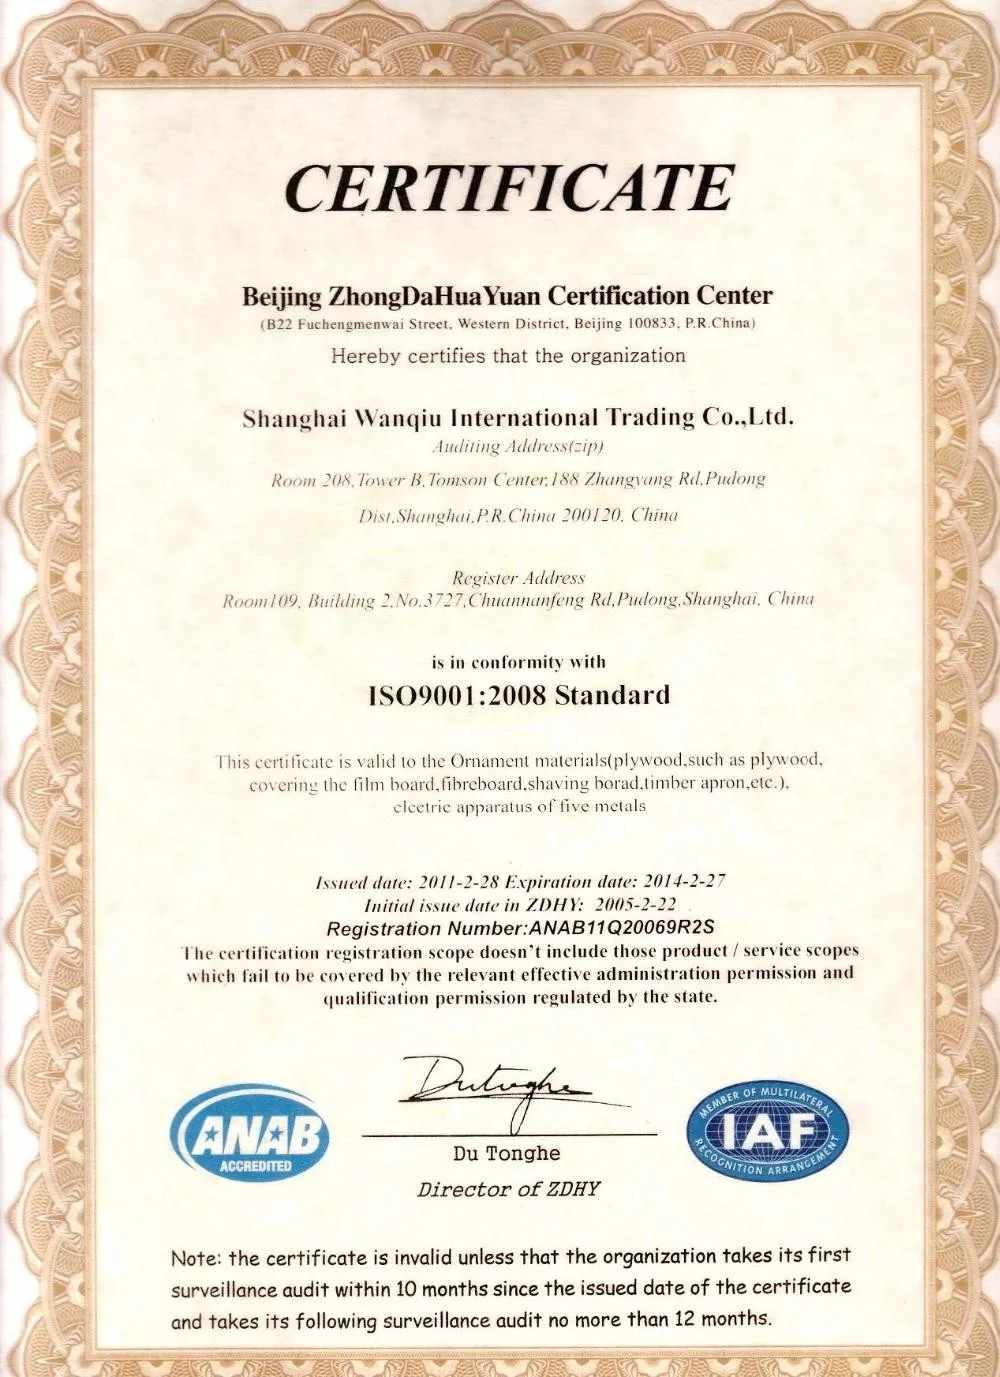 CERTIFICATE
Beijing ZhongDaHuaYuan Certification Center
(B22 Fuchengmenwai Street, Western District, Beijing 100833, P.R.China)
Hereby certifies that the organization
Shanghai Wanqiu International Trading Co.,Ltd.
Auditing Address(zip)
Room 208,Tower B,Tomson Center,188 Zhangyang Rd,Pudong
Dist,Shanghai,P.R.China 200120, China
Register Address
Room109, Building 2,No.3727,Chuannanfeng Rd,Pudong,Shanghai, China
is in conformity with
ISO9001:2008 Standard
This certificate is valid to the Ornament materials(plywood,such as plywood,
covering the film board,fibreboard,shaving borad,timber apron,etc.),
electric apparatus of five metals
Issued date: 2011-2-28 Expiration date: 2014-2-27
Initial issue date in ZDHY: 2005-2-22
Registration Number:ANAB11Q20069R2S
The certification registration scope doesn't include those product / service scopes
which fail to be covered by the relevant effective administration permission and
qualification permission regulated by the state.
Dutonghe
ANAB
ACCREDITED
MEMBER OF MULTILATERAL
IAF
RECOGNITION ARRANGEMENT
Du Tonghe
Director of ZDHY
Note: the certificate is invalid unless that the organization takes its first
surveillance audit within 10 months since the issued date of the certificate
and takes its following surveillance audit no more than 12 months.